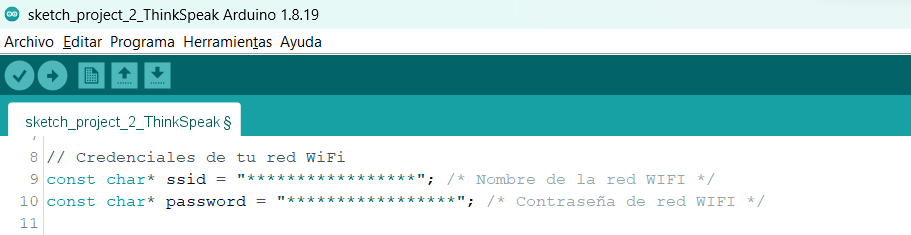 sketch_project_2_ThinkSpeak Arduino 1.8.19
Archivo Editar Programa Herramientas Ayuda
sketch_project_2_ThinkSpeak §
8 // Credenciales de tu red WiFi
9 const char* ssid = "*****************"; /* Nombre de la red WIFI */
10 const char* password = "*****************"; /* Contraseña de red WIFI */
11